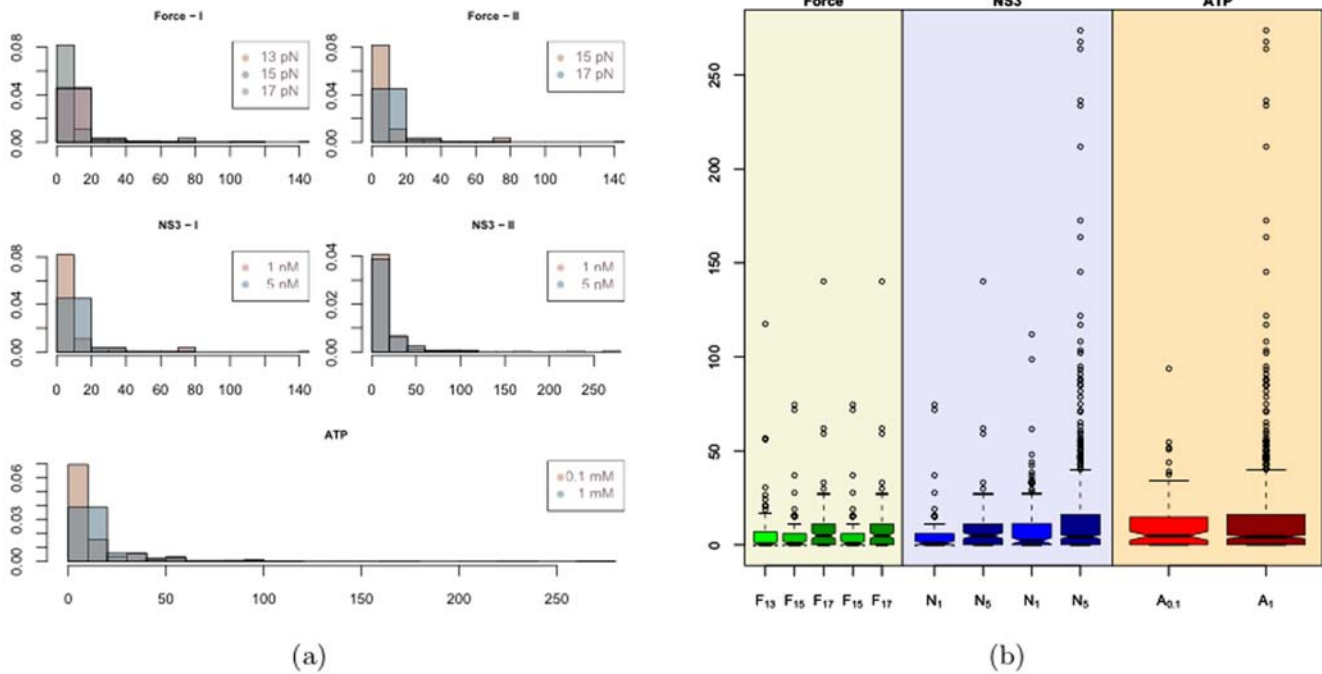 Force – I
0.00 0.04 0.08
13 pN
15 pN
17 pN
0 20 40 60 80 100 120 140
Force – II
0.00 0.04 0.08
15 pN
17 pN
0 20 40 60 80 100 140
NS3 – I
0.00 0.04 0.08
1 nM
5 nM
0 20 40 60 80 100 140
NS3 – II
0.00 0.02 0.04
1 nM
5 nM
0 50 100 150 200 250
ATP
0.00 0.03 0.06
0.1 mM
1 mM
0 50 100 150 200 250
(a)
Force NS3 ATP
250
200
150
100
50
0
F₁₃ F₁₅ F₁₇ F₁₅ F₁₇ N₁ N₅ N₁ N₅ A₀.₁ A₁
(b)